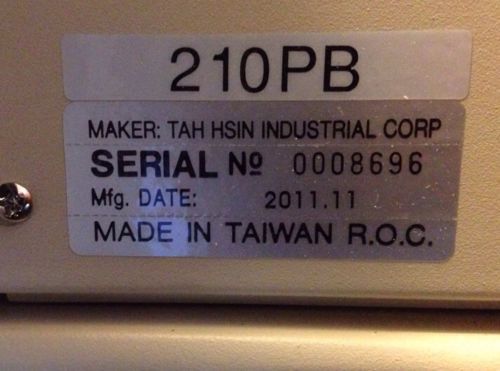 210PB
MAKER: TAH HSIN INDUSTRIAL CORP
SERIAL Nº 0008696
Mfg. DATE: 2011.11
MADE IN TAIWAN R.O.C.